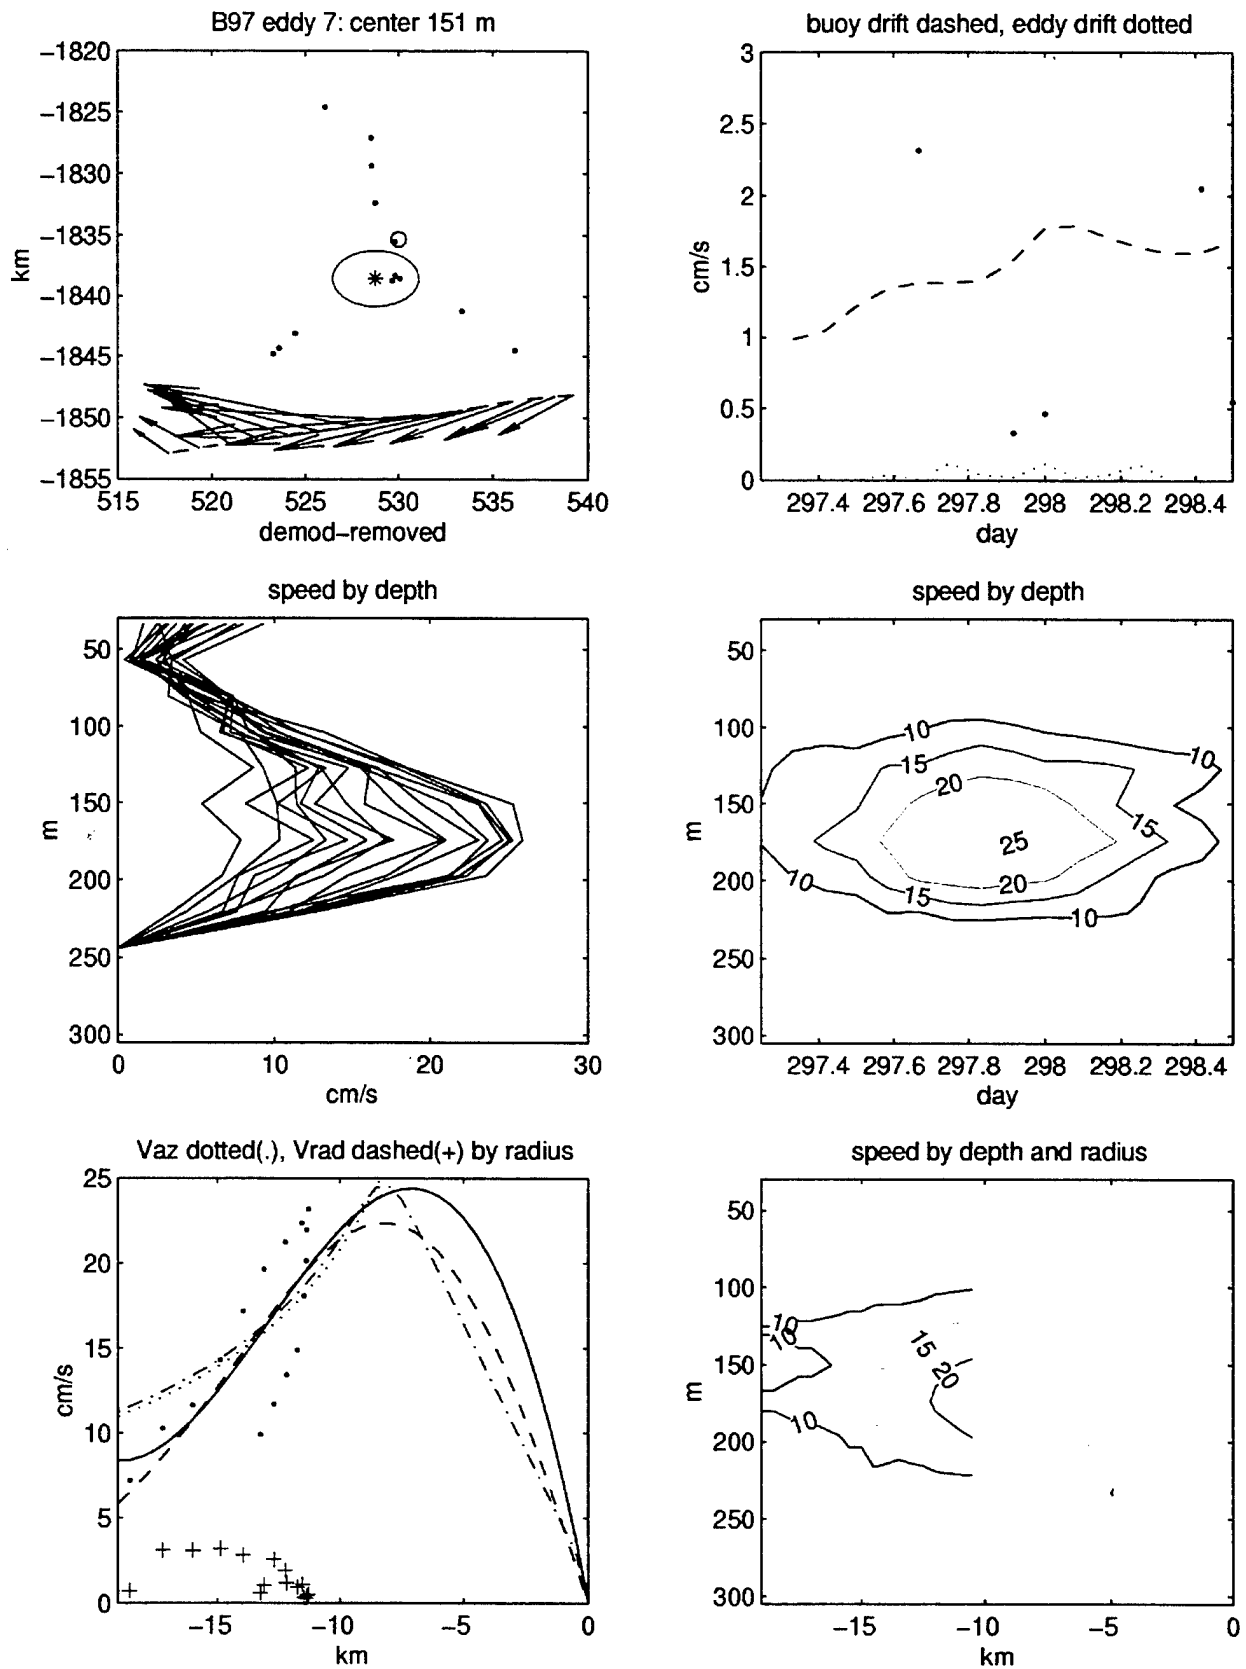 B97 eddy 7: center 151 m
−1820
−1825
−1830
−1835
−1840
−1845
−1850
−1855
km
515 520 525 530 535 540
demod−removed
buoy drift dashed, eddy drift dotted
3
2.5
2
1.5
1
0.5
0
cm/s
297.4 297.6 297.8 298 298.2 298.4
day
speed by depth
50
100
150
200
250
300
m
0 10 20 30
cm/s
speed by depth
50
100
150
200
250
300
m
10
10
15
20
15
25
10
20
15
10
297.4 297.6 297.8 298 298.2 298.4
day
Vaz dotted(.), Vrad dashed(+) by radius
25
20
15
10
5
0
cm/s
−15 −10 −5 0
km
speed by depth and radius
50
100
150
200
250
300
m
10
10
15
20
10
−15 −10 −5 0
km